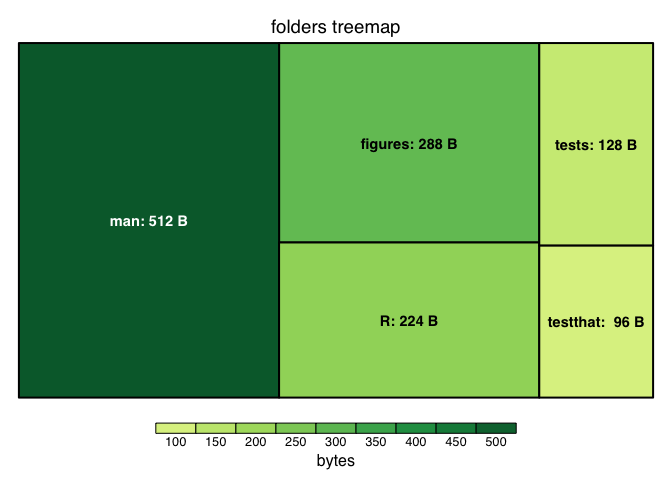 folders treemap
figures: 288 B
tests: 128 B
man: 512 B
R: 224 B
testthat:  96 B
100 150 200 250 300 350 400 450 500
bytes